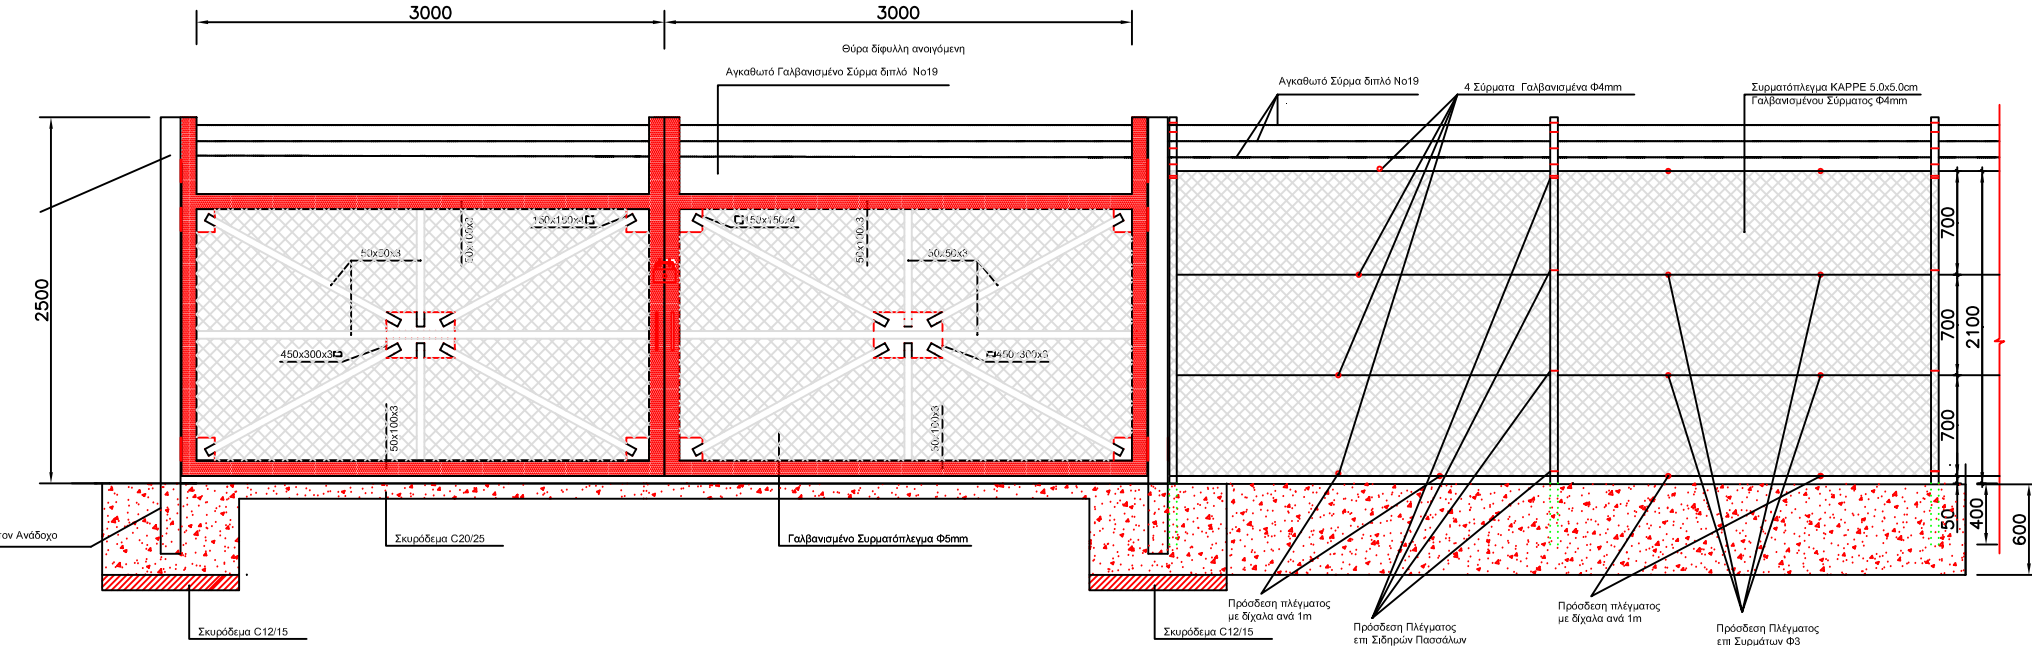 3000
3000
Θύρα δίφυλλη ανοιγόμενη
Αγκαθωτό Γαλβανισμένο Σύρμα διπλό Νο19
Αγκαθωτό Σύρμα διπλό Νο19
4 Σύρματα Γαλβανισμένα Φ4mm
Συρματόπλεγμα ΚΑΡΡΕ 5.0x5.0cm
Γαλβανισμένου Σύρματος Φ4mm
150x150x4
150x150x4
50x100x3
50x100x3
50x50x3
50x50x3
450x300x3
450x300x3
50x100x3
50x100x3
2500
700
700
700
2100
50
400
600
τον Ανάδοχο
Σκυρόδεμα C20/25
Γαλβανισμένο Συρματόπλεγμα Φ5mm
Σκυρόδεμα C12/15
Σκυρόδεμα C12/15
Πρόσδεση πλέγματος
με δίχαλα ανά 1m
Πρόσδεση Πλέγματος
επι Σιδηρών Πασσάλων
Πρόσδεση πλέγματος
με δίχαλα ανά 1m
Πρόσδεση Πλέγματος
επι Συρμάτων Φ3